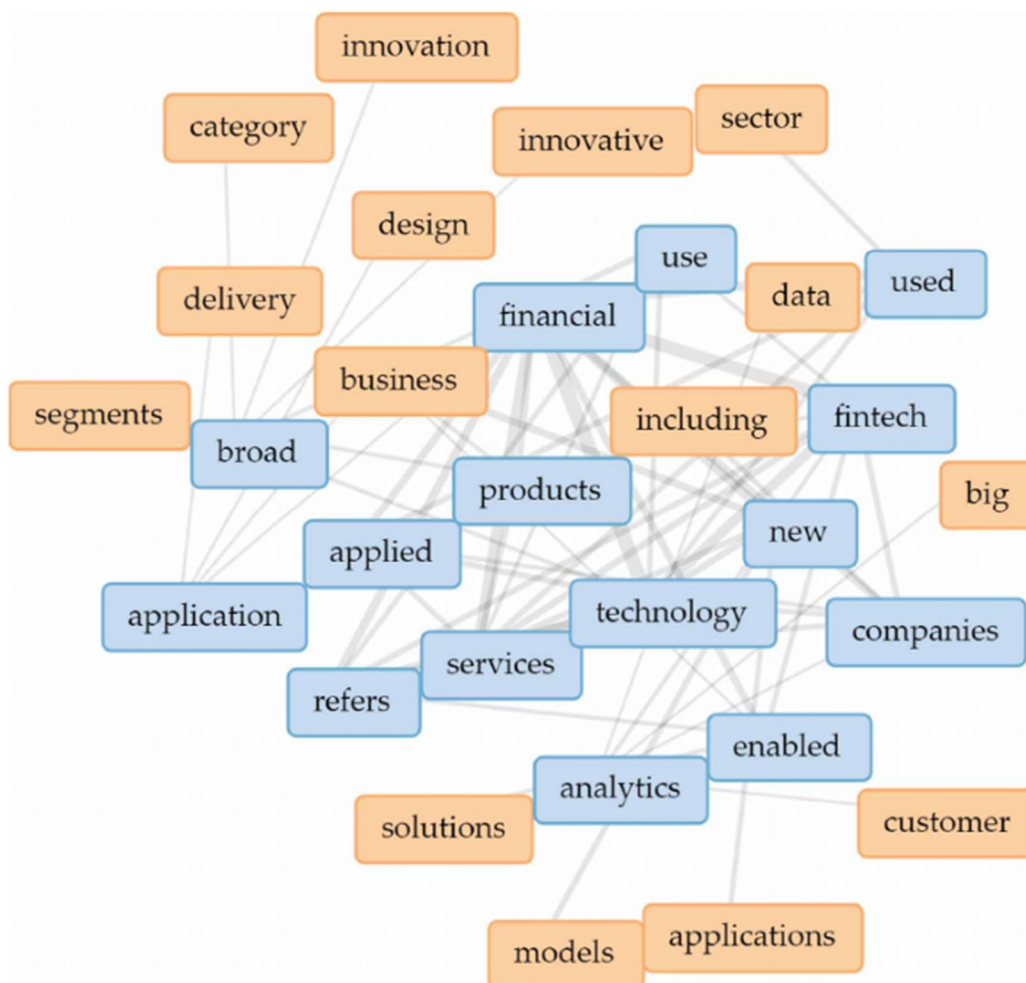 innovation
category
innovative
sector
design
use
delivery
financial
data
used
business
segments
broad
including
fintech
products
big
applied
new
application
technology
companies
services
refers
enabled
analytics
solutions
customer
models
applications